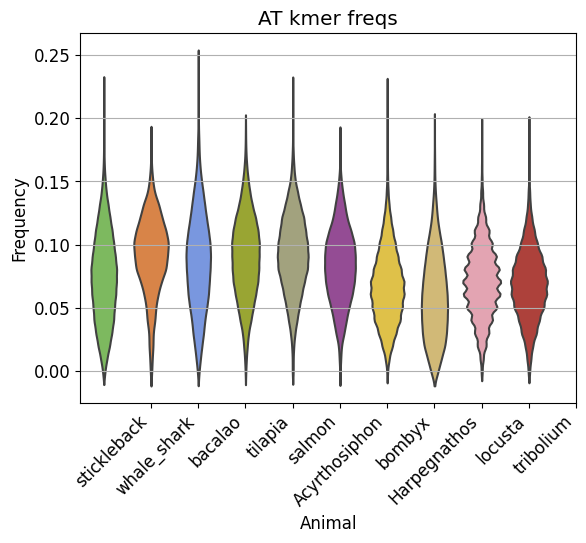 AT kmer freqs
Frequency
0.25
0.20
0.15
0.10
0.05
0.00
stickleback
whale_shark
bacalao
tilapia
salmon
Acyrthosiphon
bombyx
Harpegnathos
locusta
tribolium
Animal